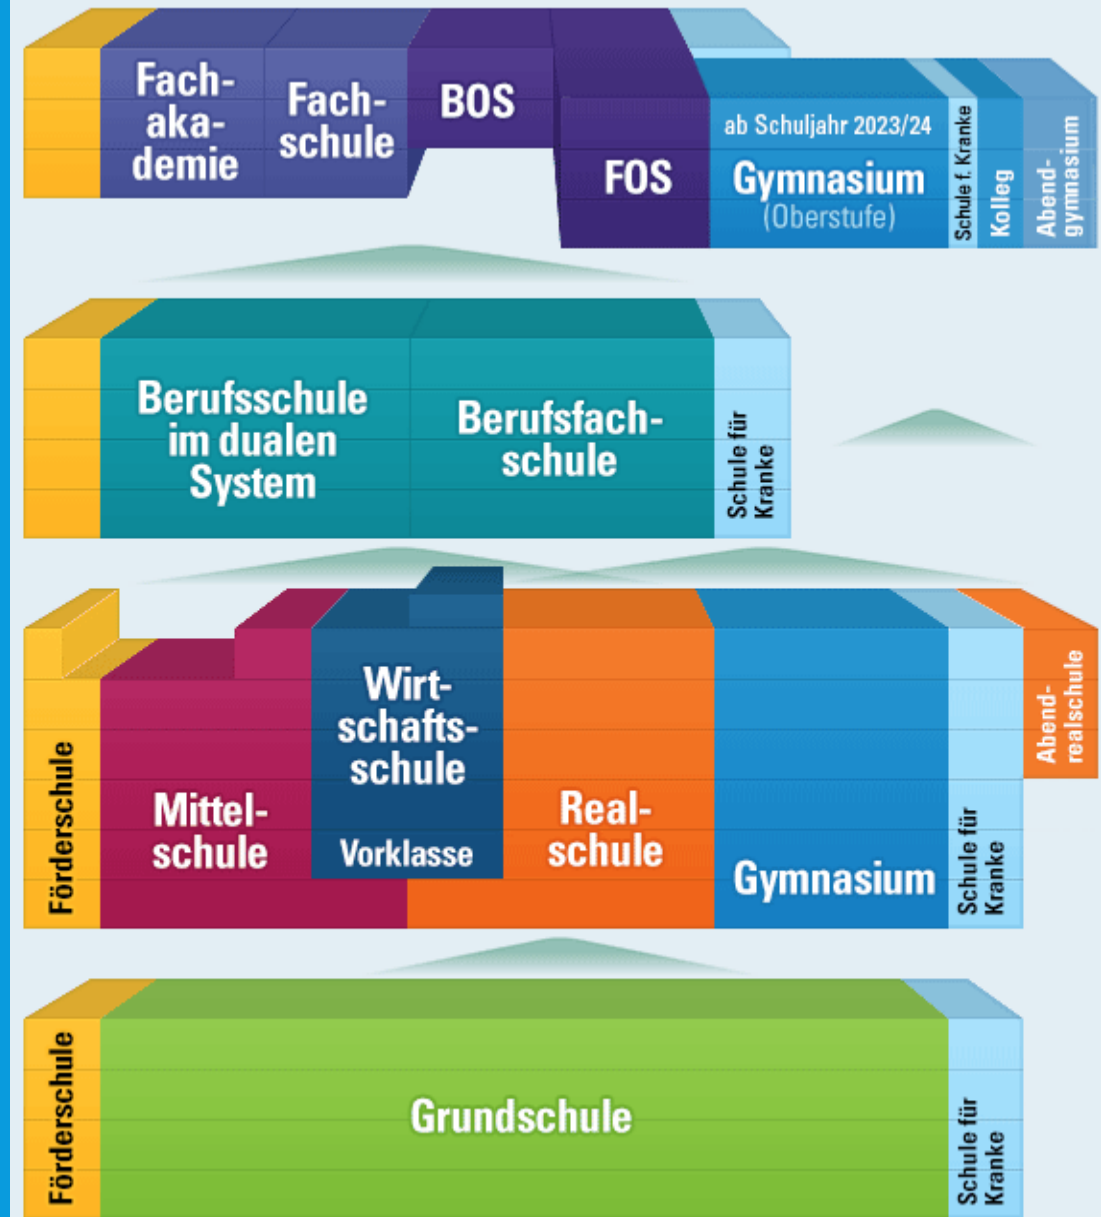 Fach-
aka-
demie
Fach-
schule
BOS
FOS
ab Schuljahr 2023/24
Gymnasium
(Oberstufe)
Schule f. Kranke
Kolleg
Abend-
gymnasium
Berufsschule
im dualen
System
Berufsfach-
schule
Schule für
Kranke
Förderschule
Mittel-
schule
Wirt-
schafts-
schule
Vorklasse
Real-
schule
Gymnasium
Schule für
Kranke
Abend-
realschule
Förderschule
Grundschule
Schule für
Kranke